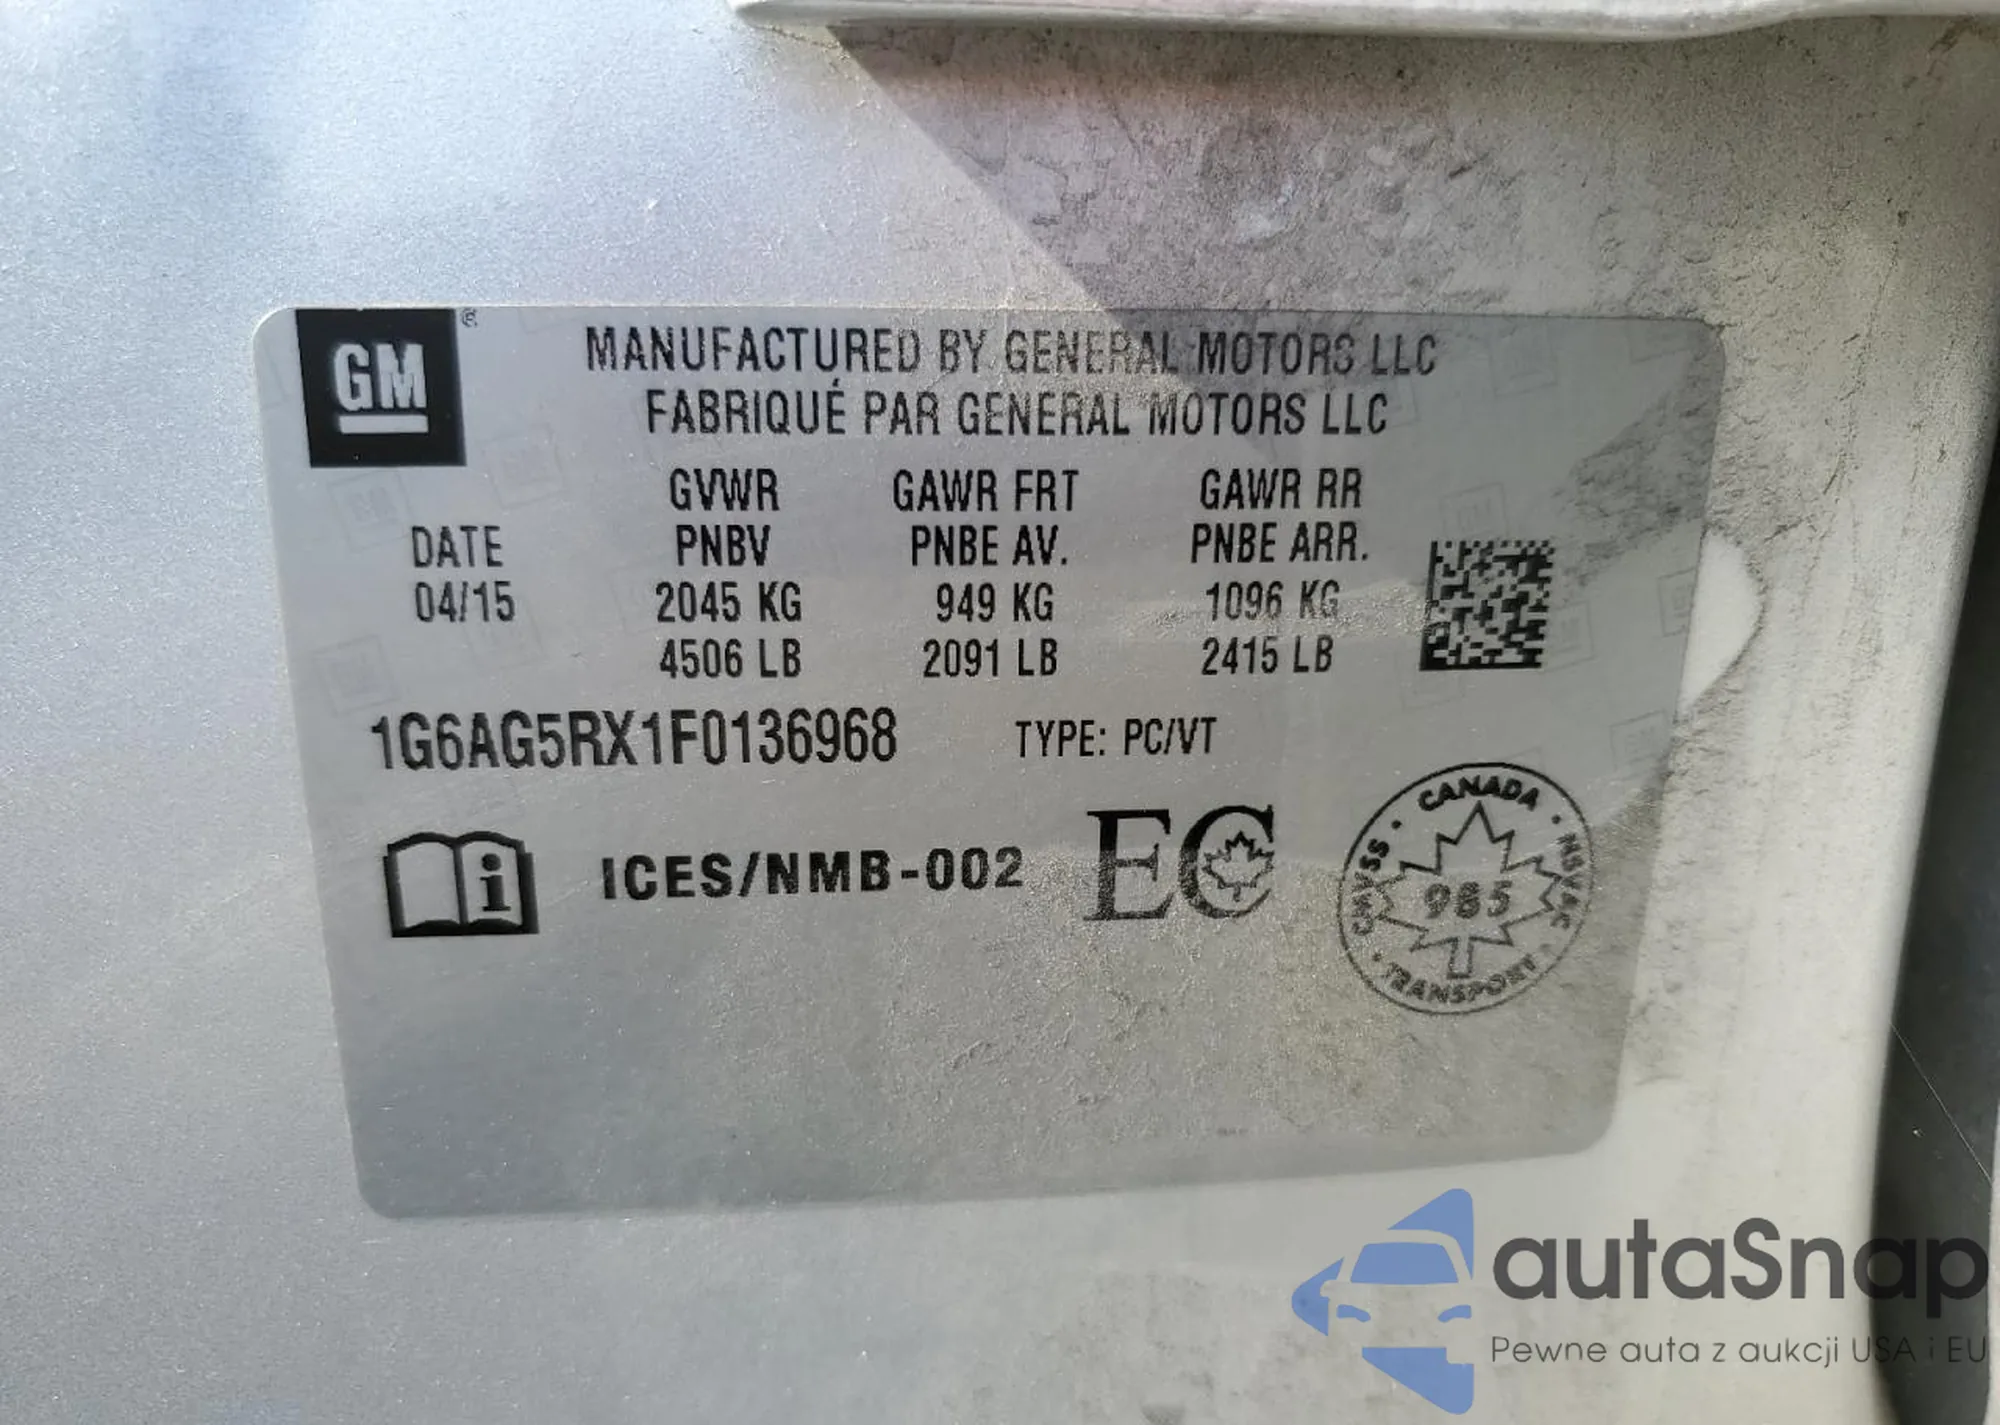 GM
MANUFACTURED BY GENERAL MOTORS LLC
FABRIQUÉ PAR GENERAL MOTORS LLC
GVWR GAWR FRT GAWR RR
DATE PNBV PNBE AV. PNBE ARR.
04/15 2045 KG 949 KG 1096 KG
4506 LB 2091 LB 2415 LB
1G6AG5RX1F0136968 TYPE: PC/VT
i ICES/NMB-002 EC
CANADA
CMVSS · NSVAC
985
TRANSPORT
autaSnap
Pewne auta z aukcji USA i EU